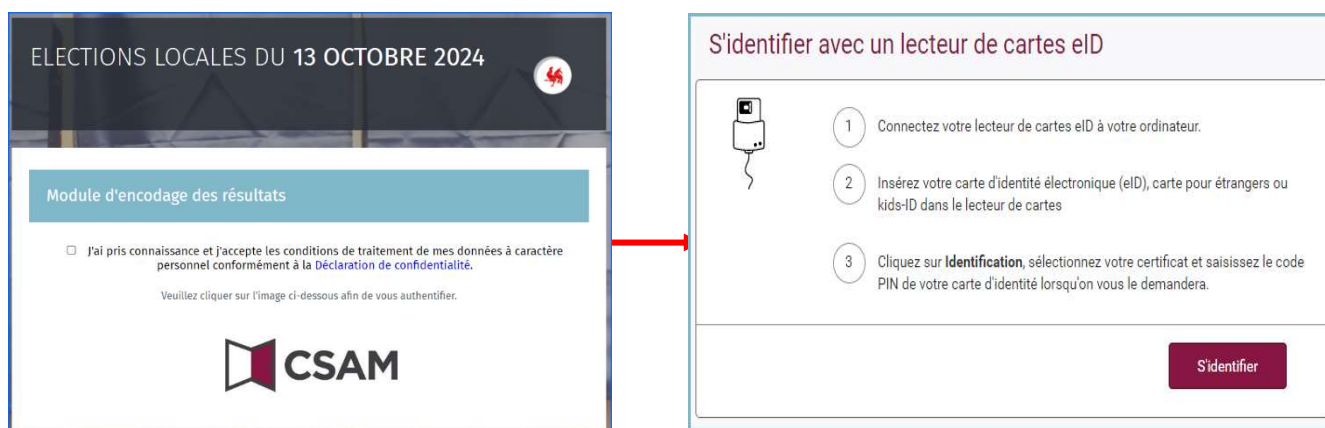 ELECTIONS LOCALES DU 13 OCTOBRE 2024
Module d'encodage des résultats
J'ai pris connaissance et j'accepte les conditions de traitement de mes données à caractère
personnel conformément à la Déclaration de confidentialité.
Veuillez cliquer sur l'image ci-dessous afin de vous authentifier.
CSAM
S'identifier avec un lecteur de cartes eID
1 Connectez votre lecteur de cartes eID à votre ordinateur.
2 Insérez votre carte d'identité électronique (eID), carte pour étrangers ou
kids-ID dans le lecteur de cartes
3 Cliquez sur Identification, sélectionnez votre certificat et saisissez le code
PIN de votre carte d'identité lorsqu'on vous le demandera.
S'identifier